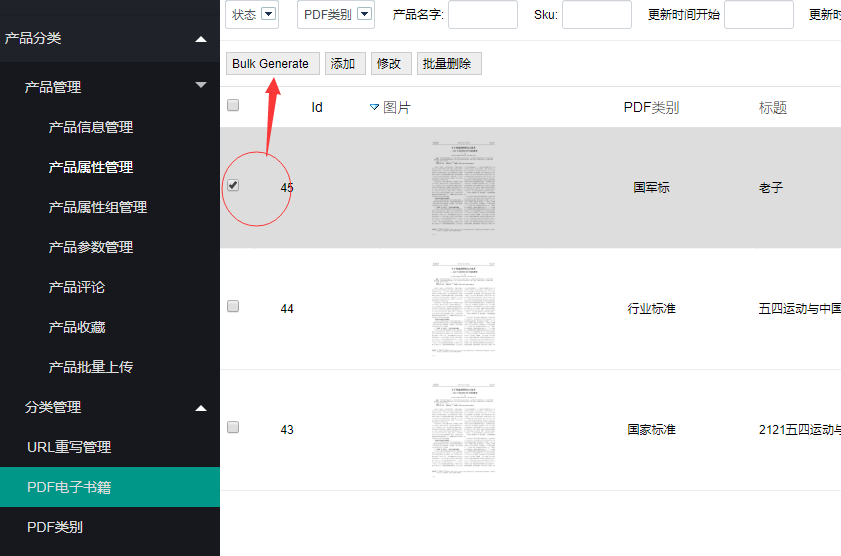 产品分类
产品管理
产品信息管理
产品属性管理
产品属性组管理
产品参数管理
产品评论
产品收藏
产品批量上传
分类管理
URL重写管理
PDF电子书籍
PDF类别
状态 PDF类别 产品名字: Sku: 更新时间开始 更新时
Bulk Generate 添加 修改 批量删除
Id 图片 PDF类别 标题
45 国军标 老子
44 行业标准 五四运动与中国
43 国家标准 2121五四运动与